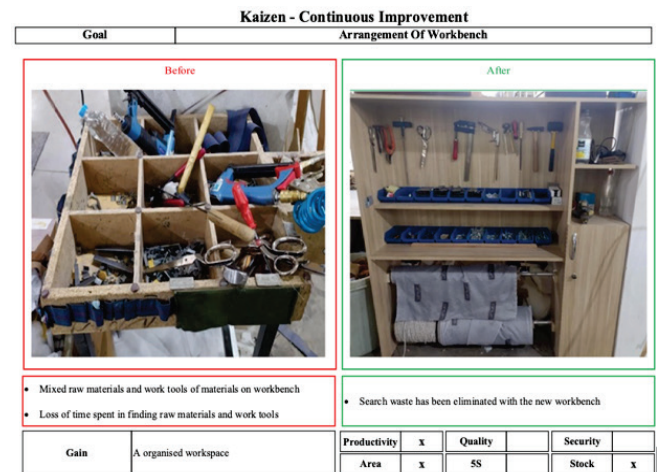 Kaizen - Continuous Improvement
Goal
Arrangement Of Workbench
Before
After
• Mixed raw materials and work tools of materials on workbench
• Loss of time spent in finding raw materials and work tools
• Search waste has been eliminated with the new workbench
Gain
A organised workspace
Productivity x Quality Security
Area x 5S Stock x